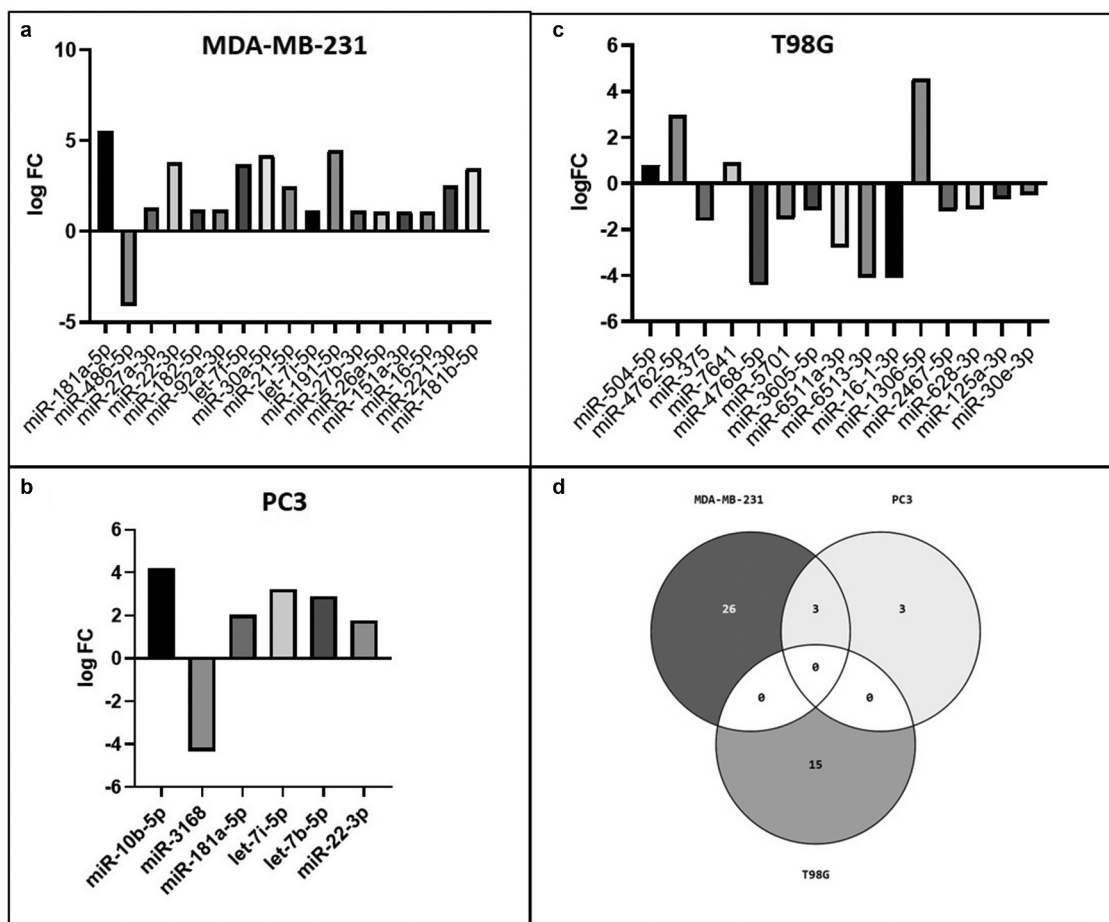 a
MDA-MB-231
log FC
10
5
0
-5
miR-181a-5p
miR-486-5p
miR-27a-3p
miR-22-3p
miR-182-5p
miR-92a-3p
let-7f-5p
miR-30a-5p
miR-21-5p
let-7i-5p
miR-191-5p
miR-27b-3p
miR-26a-5p
miR-151a-3p
miR-16-5p
miR-221-3p
miR-181b-5p
c
T98G
logFC
6
4
2
0
-2
-4
-6
miR-504-5p
miR-4762-5p
miR-375
miR-7641
miR-4768-5p
miR-5701
miR-3605-5p
miR-6511a-3p
miR-6513-3p
miR-16-1-3p
miR-1306-5p
miR-2467-5p
miR-628-3p
miR-125a-3p
miR-30e-3p
b
PC3
log FC
6
4
2
0
-2
-4
-6
miR-10b-5p
miR-3168
miR-181a-5p
let-7i-5p
let-7b-5p
miR-22-3p
d
MDA-MB-231
PC3
26
3
3
0
0
0
15
T98G